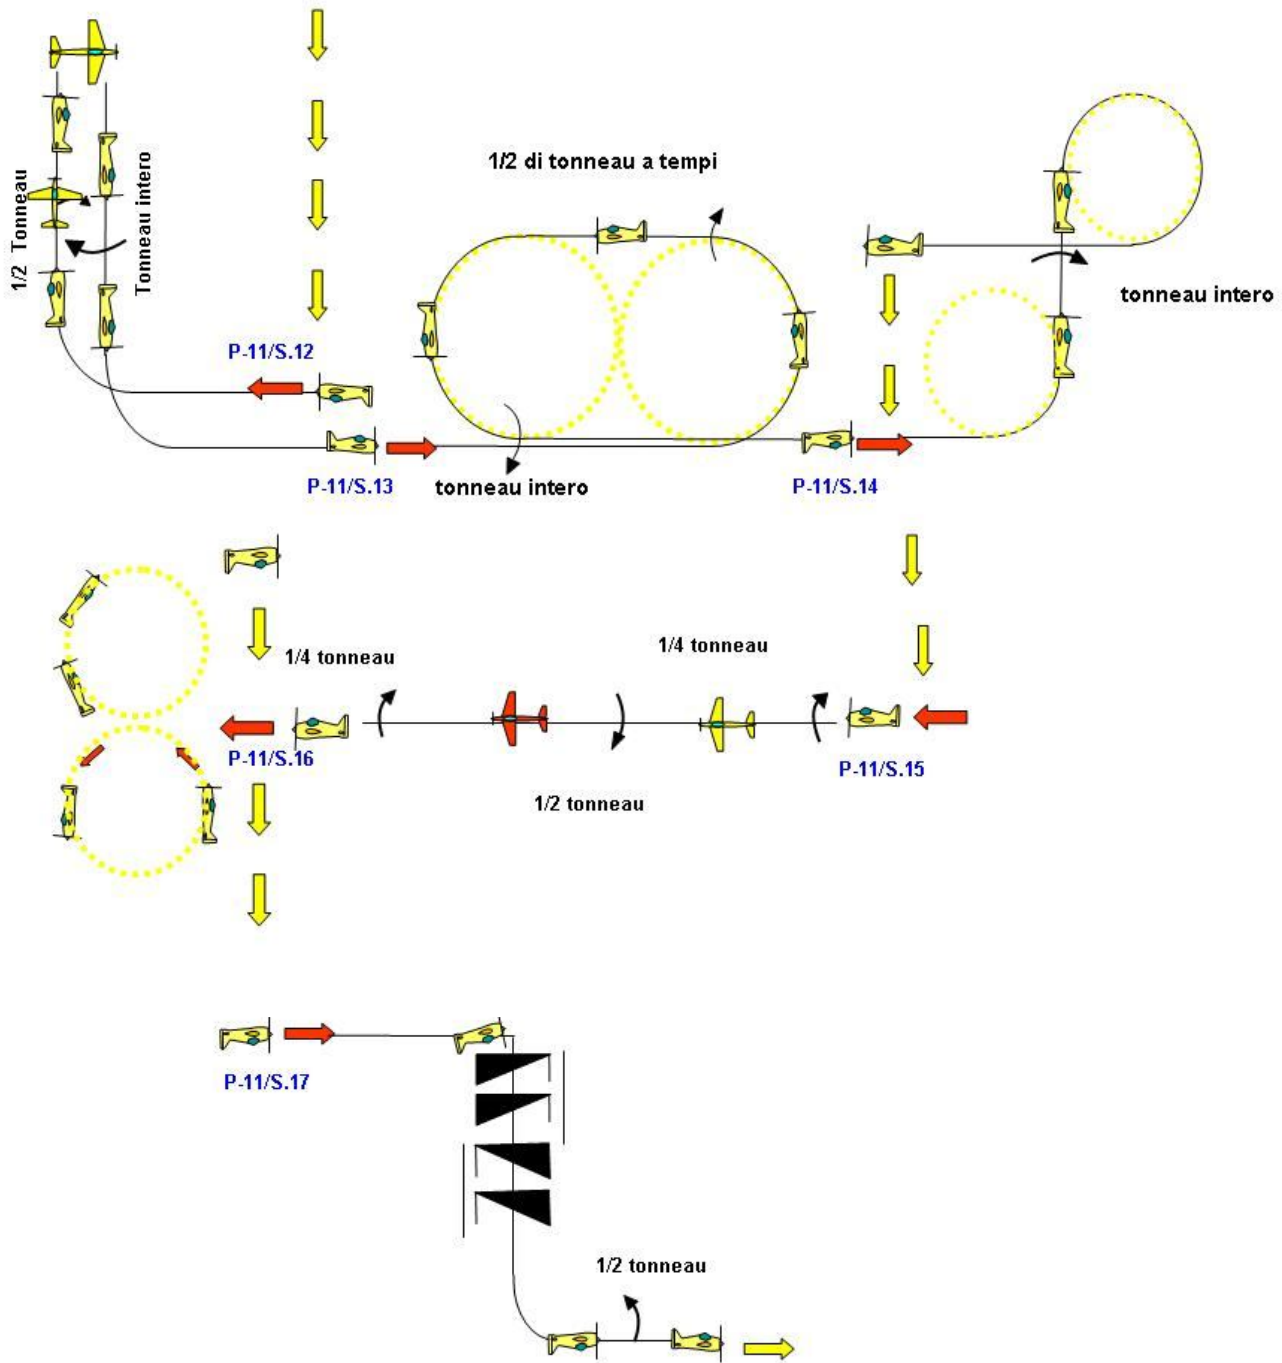 1/2 Tonneau
Tonneau intero
1/2 di tonneau a tempi
tonneau intero
P-11/S.12
P-11/S.13
tonneau intero
P-11/S.14
1/4 tonneau
1/4 tonneau
P-11/S.16
P-11/S.15
1/2 tonneau
P-11/S.17
1/2 tonneau